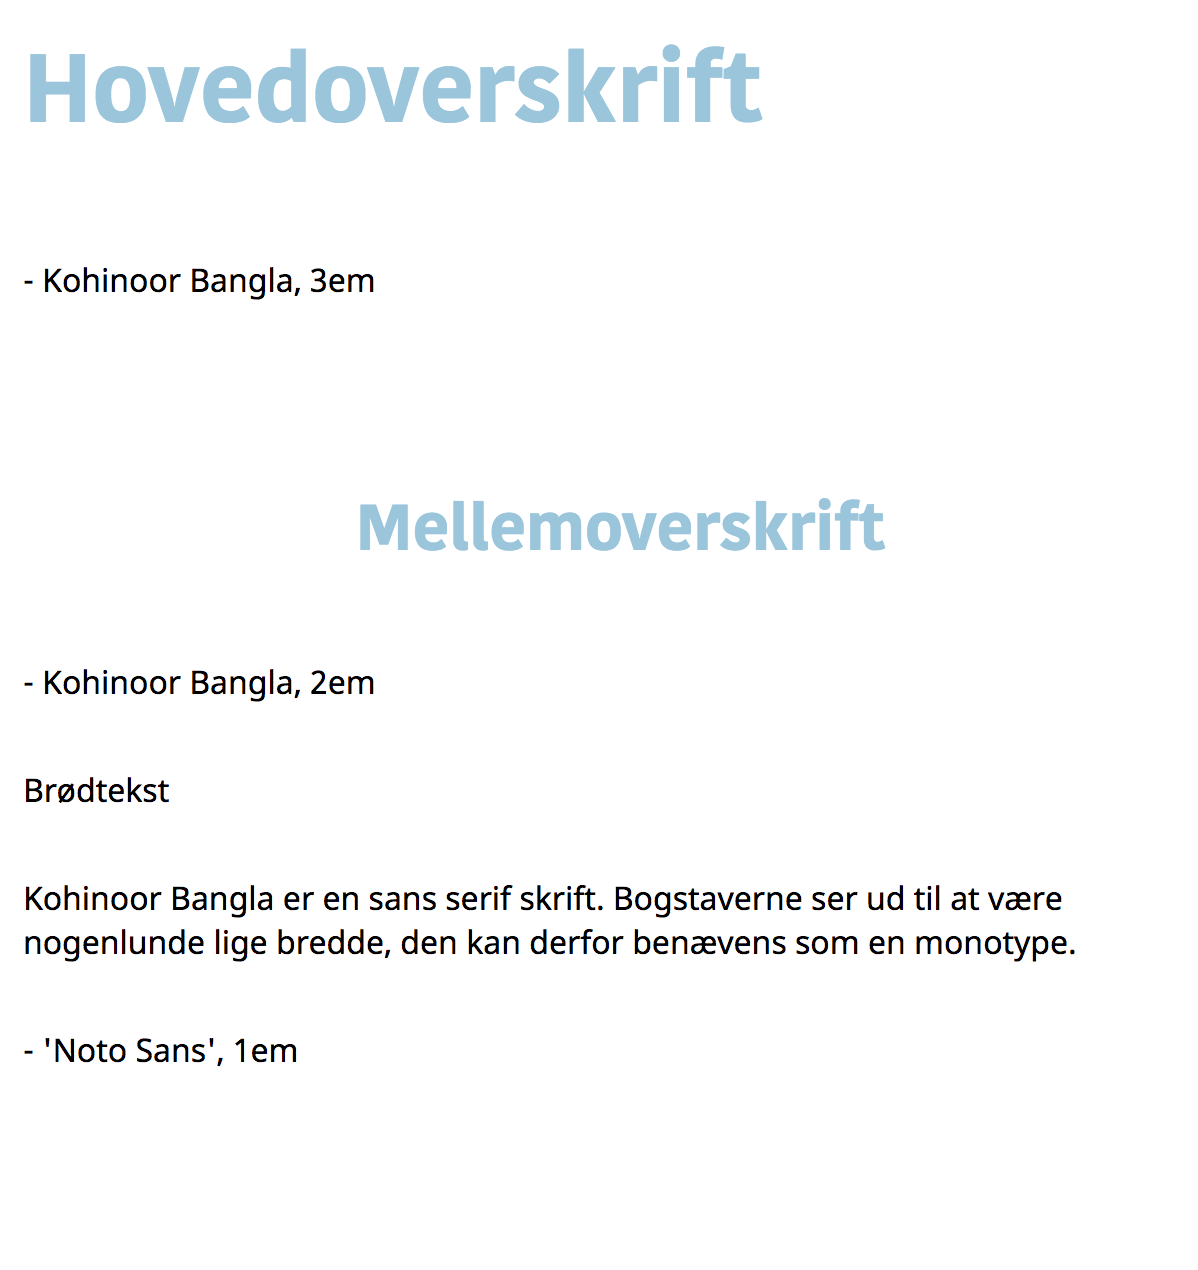 Hovedoverskrift
- Kohinoor Bangla, 3em
Mellemoverskrift
- Kohinoor Bangla, 2em
Brødtekst
Kohinoor Bangla er en sans serif skrift. Bogstaverne ser ud til at være
nogenlunde lige bredde, den kan derfor benævens som en monotype.
- 'Noto Sans', 1em